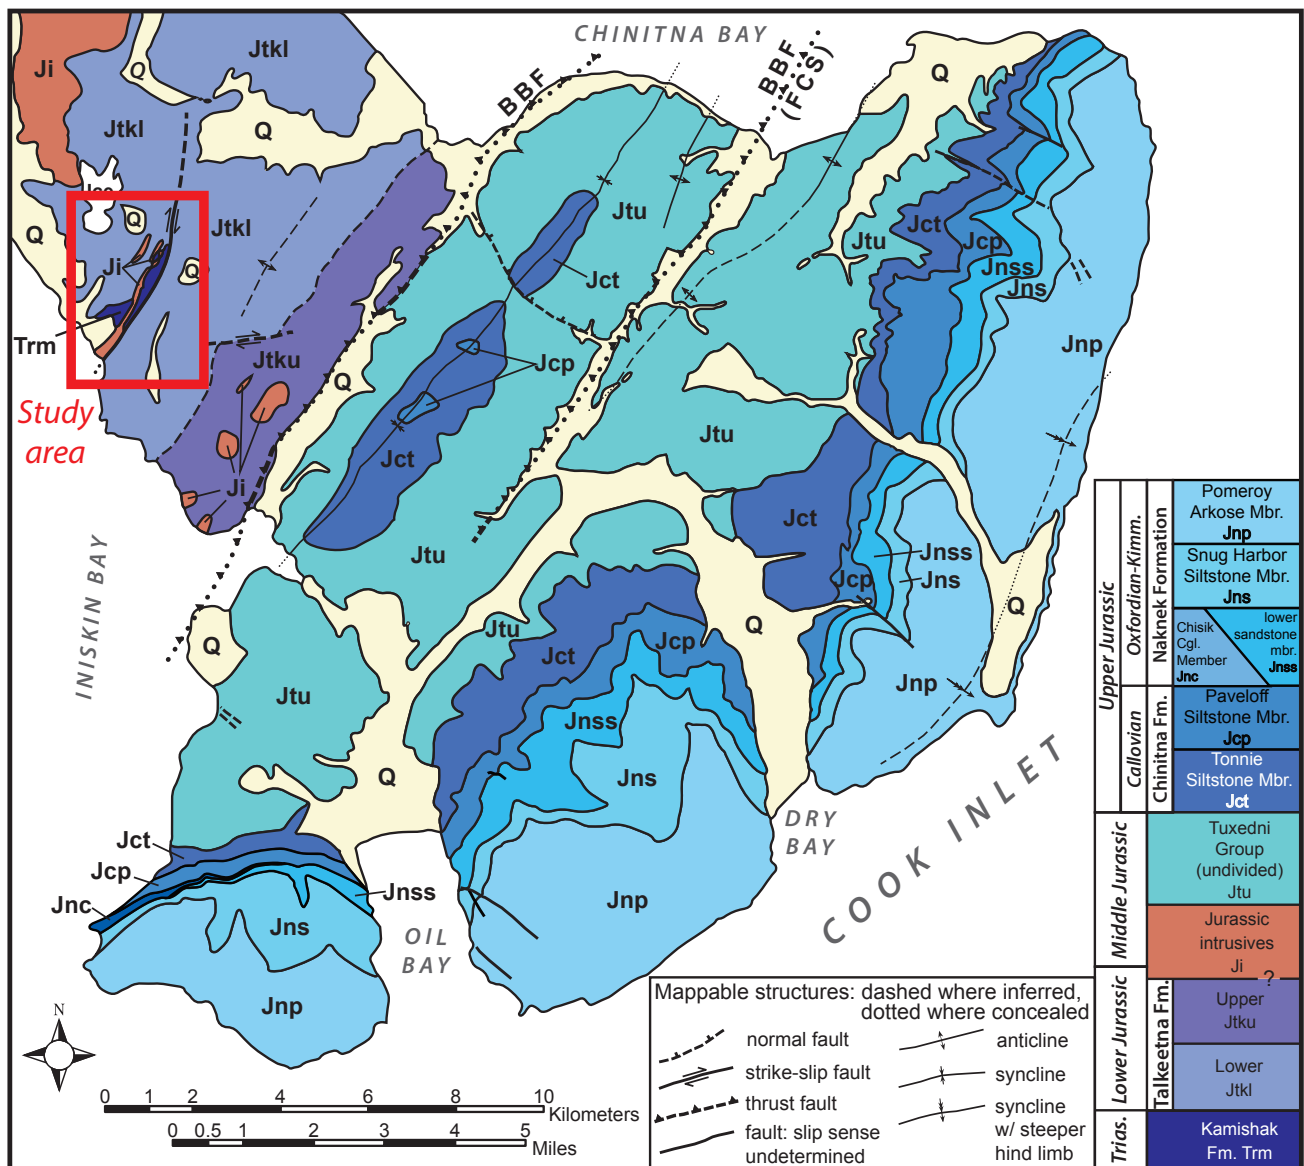 CHINITNA BAY
BBF
BBF
(FCS)
Ji
Q
Jtkl
Jtkl
Q
Q
Q
Jtkl
Q
Ji
Q
Trm
Study
area
Jtku
Ji
Q
Jtu
Jct
Jcp
Jct
Jtu
Jct
Jcp
Jnss
Jns
Jnp
Jtu
Jtu
Jct
Jnss
Jns
Jcp
Q
Jnp
Q
INISKIN BAY
Q
Jtu
Jtu
Jct
Jcp
Jnss
Jns
Q
Jct
Jcp
Jnc
Jnss
Jns
Jnp
Jnp
OIL
BAY
DRY
BAY
COOK INLET
N
0 1 2 4 6 8 10
Kilometers
0 0.5 1 2 3 4 5
Miles
Mappable structures: dashed where inferred,
dotted where concealed
normal fault
strike-slip fault
thrust fault
fault: slip sense
undetermined
anticline
syncline
syncline
w/ steeper
hind limb
Upper Jurassic
Oxfordian-Kimm.
Naknek Formation
Pomeroy
Arkose Mbr.
Jnp
Snug Harbor
Siltstone Mbr.
Jns
Chisik
Cgl.
Member
Jnc
lower
sandstone
mbr.
Jnss
Callovian
Chinitna Fm.
Paveloff
Siltstone Mbr.
Jcp
Tonnie
Siltstone Mbr.
Jct
Middle Jurassic
Tuxedni
Group
(undivided)
Jtu
Jurassic
intrusives
Ji
?
Lower Jurassic
Talkeetna Fm.
Upper
Jtku
Lower
Jtkl
Trias.
Kamishak
Fm. Trm